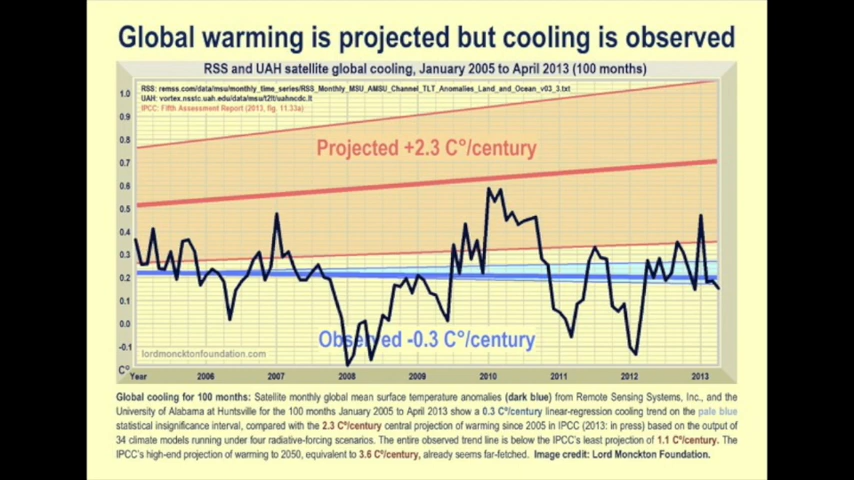 Global warming is projected but cooling is observed
RSS and UAH satellite global cooling, January 2005 to April 2013 (100 months)
RSS: remss.com/data/msu/monthly_time_series/RSS_Monthly_MSU_AMSU_Channel_TLT_Anomalies_Land_and_Ocean_v03_3.txt
UAH: vortex.nsstc.uah.edu/data/msu/t2lt/uahncdc.lt
IPCC: Fifth Assessment Report (2013, fig. 11.33a)
1.0
0.9
0.8
0.7
0.6
0.5
0.4
0.3
0.2
0.1
0.0
-0.1
C°
Projected +2.3 C°/century
Observed -0.3 C°/century
lordmoncktonfoundation.com
Year 2006 2007 2008 2009 2010 2011 2012 2013
Global cooling for 100 months: Satellite monthly global mean surface temperature anomalies (dark blue) from Remote Sensing Systems, Inc., and the
University of Alabama at Huntsville for the 100 months January 2005 to April 2013 show a 0.3 C°/century linear-regression cooling trend on the pale blue
statistical insignificance interval, compared with the 2.3 C°/century central projection of warming since 2005 in IPCC (2013: in press) based on the output of
34 climate models running under four radiative-forcing scenarios. The entire observed trend line is below the IPCC's least projection of 1.1 C°/century. The
IPCC's high-end projection of warming to 2050, equivalent to 3.6 C°/century, already seems far-fetched. Image credit: Lord Monckton Foundation.